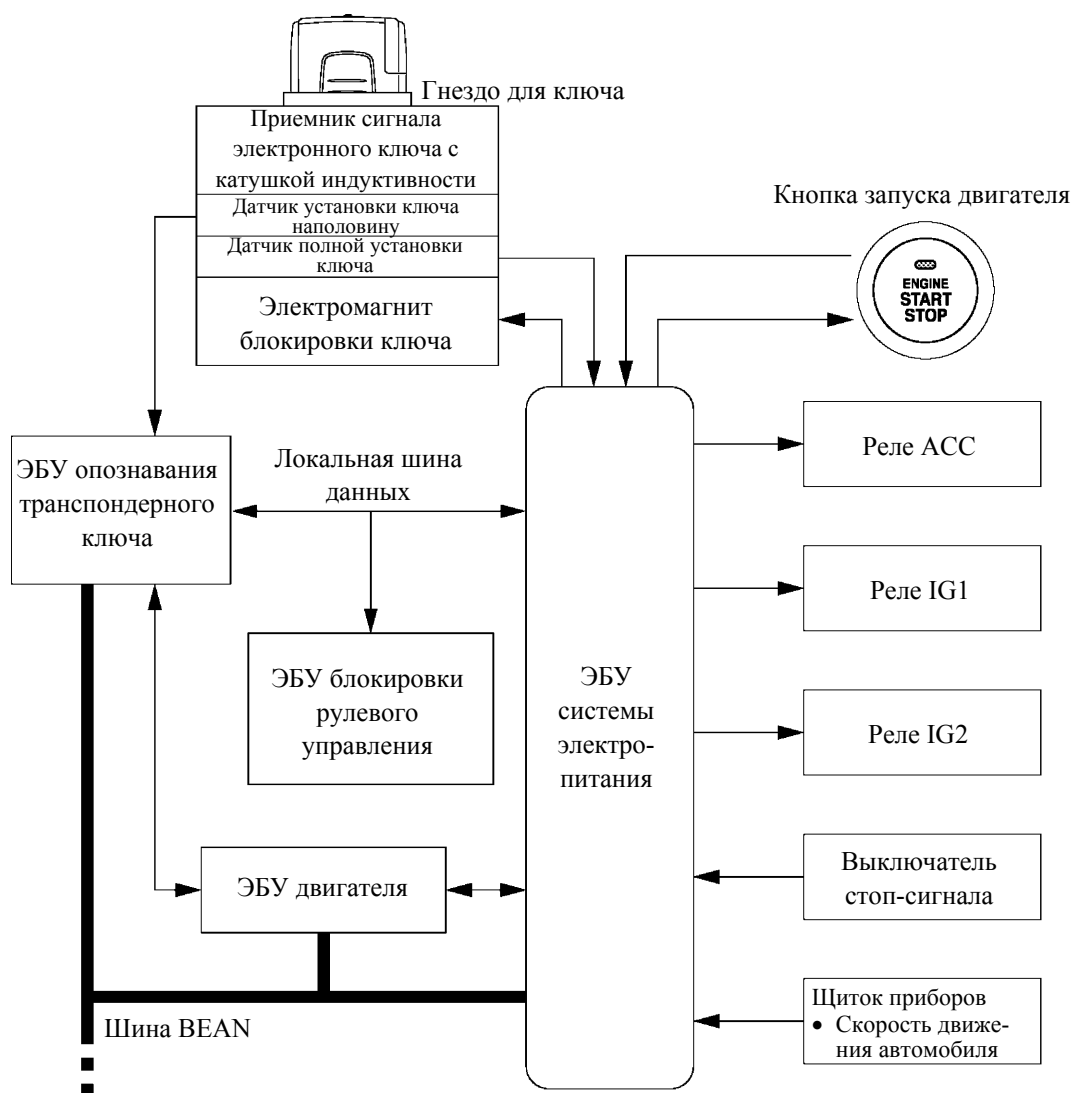 Гнездо для ключа
Приемник сигнала
электронного ключа с
катушкой индуктивности
Датчик установки ключа
наполовину
Датчик полной установки
ключа
Электромагнит
блокировки ключа
Кнопка запуска двигателя
ENGINE
START
STOP
ЭБУ опознавания
транспондерного
ключа
Локальная шина
данных
Реле ACC
Реле IG1
ЭБУ блокировки
рулевого
управления
ЭБУ
системы
электро-
питания
Реле IG2
ЭБУ двигателя
Выключатель
стоп-сигнала
Шина BEAN
Щиток приборов
• Скорость движе-
ния автомобиля